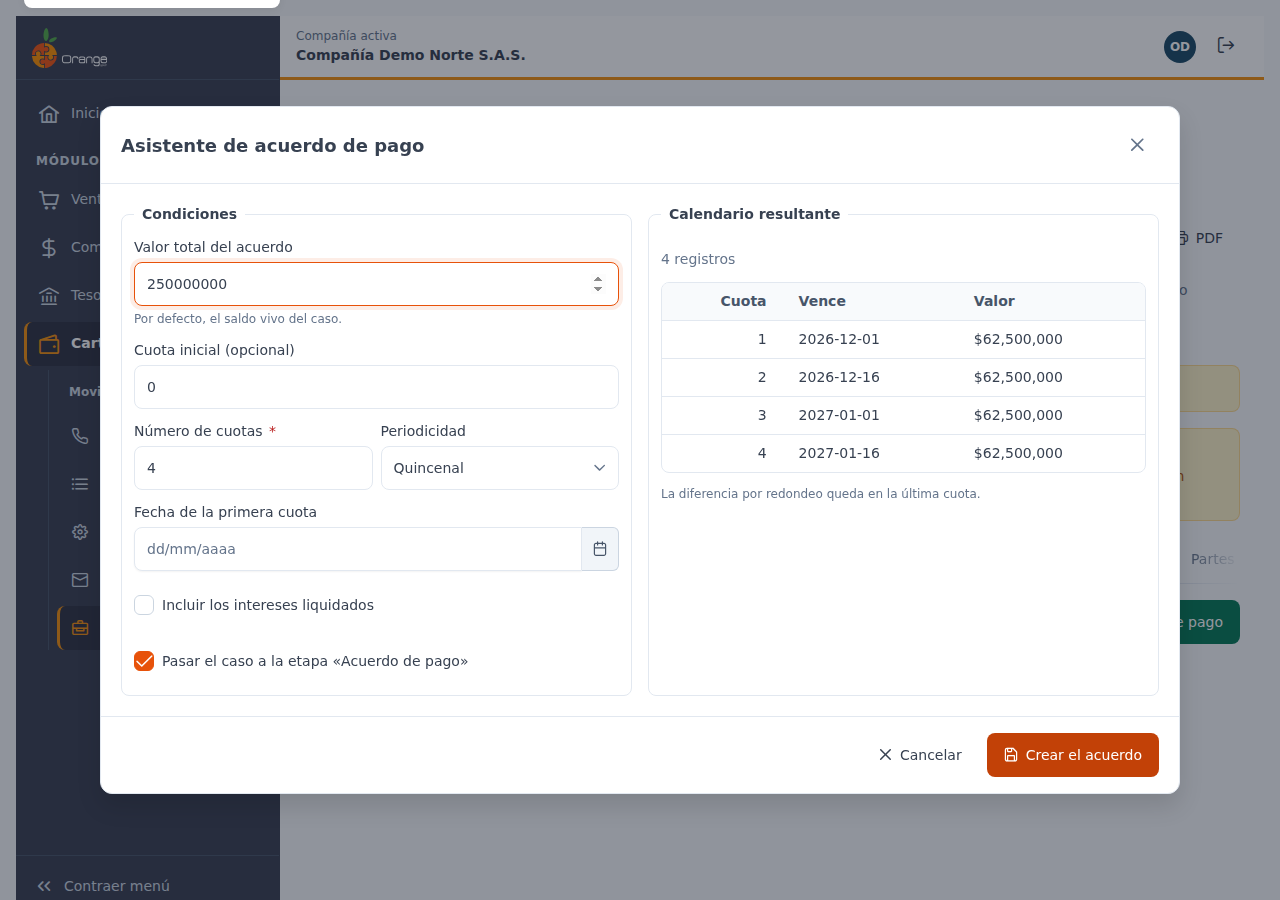 Orange
Compañía activa
Compañía Demo Norte S.A.S.
OD
Inici
MÓDULO
Vent
Com
Teso
Cart
Movi
PDF
o
n
Partes
e pago
Contraer menú
Asistente de acuerdo de pago
Condiciones
Valor total del acuerdo
250000000
Por defecto, el saldo vivo del caso.
Cuota inicial (opcional)
0
Número de cuotas * Periodicidad
4 Quincenal
Fecha de la primera cuota
dd/mm/aaaa
Incluir los intereses liquidados
Pasar el caso a la etapa «Acuerdo de pago»
Calendario resultante
4 registros
Cuota Vence Valor
1 2026-12-01 $62,500,000
2 2026-12-16 $62,500,000
3 2027-01-01 $62,500,000
4 2027-01-16 $62,500,000
La diferencia por redondeo queda en la última cuota.
Cancelar
Crear el acuerdo